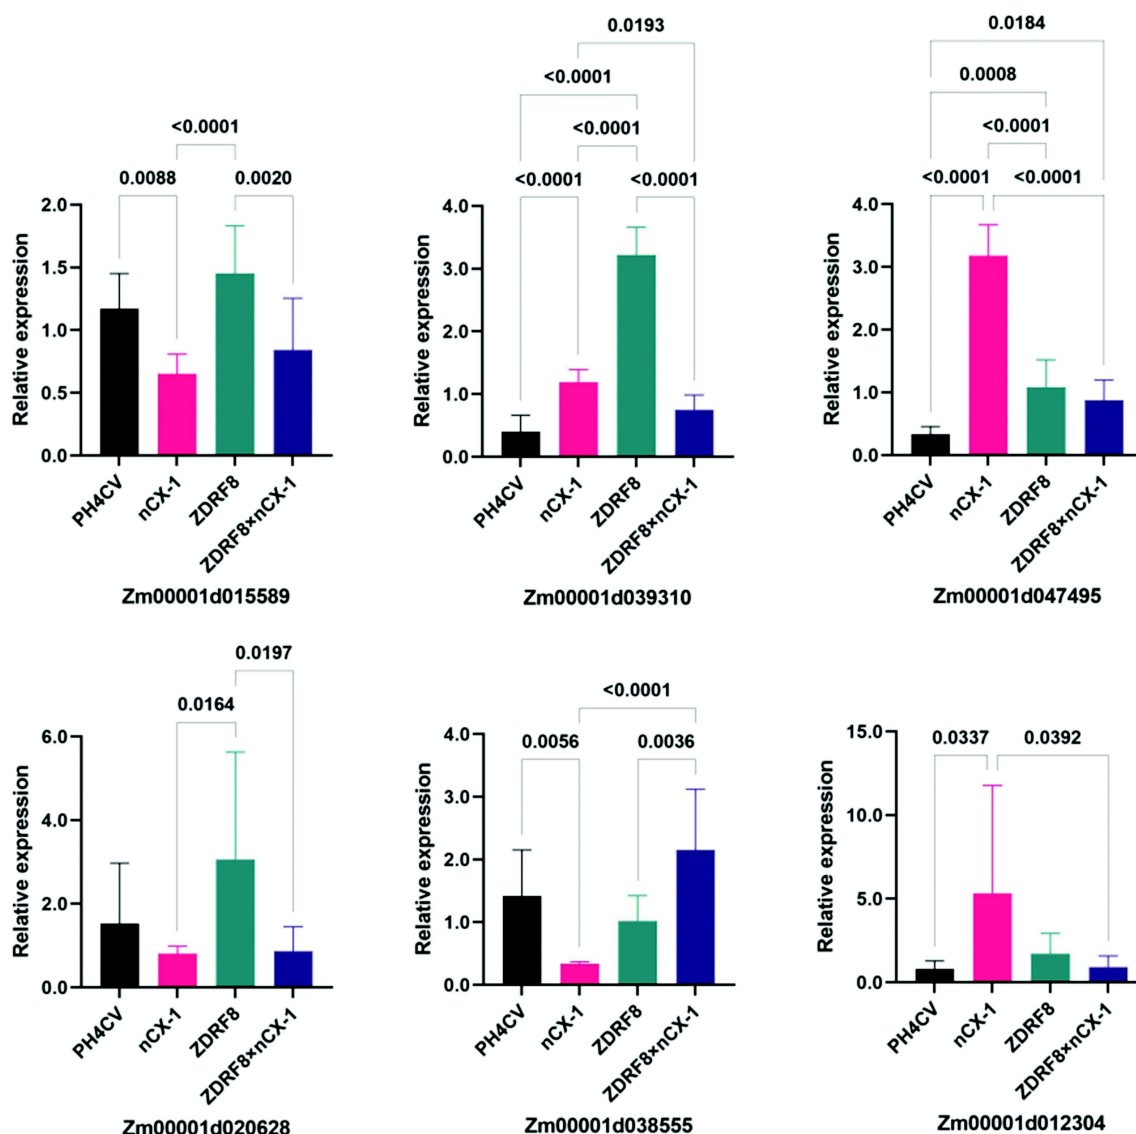 0.0088
<0.0001
0.0020
Relative expression
2.0
1.5
1.0
0.5
0.0
PH4CV
nCX-1
ZDRF8
ZDRF8×nCX-1
Zm00001d015589
0.0193
<0.0001
<0.0001
<0.0001
<0.0001
Relative expression
4.0
3.0
2.0
1.0
0.0
PH4CV
nCX-1
ZDRF8
ZDRF8×nCX-1
Zm00001d039310
0.0184
0.0008
<0.0001
<0.0001
<0.0001
Relative expression
4.0
3.0
2.0
1.0
0.0
PH4CV
nCX-1
ZDRF8
ZDRF8×nCX-1
Zm00001d047495
0.0197
0.0164
Relative expression
6.0
4.0
2.0
0.0
PH4CV
nCX-1
ZDRF8
ZDRF8×nCX-1
Zm00001d020628
<0.0001
0.0056
0.0036
Relative expression
4.0
3.0
2.0
1.0
0.0
PH4CV
nCX-1
ZDRF8
ZDRF8×nCX-1
Zm00001d038555
0.0337
0.0392
Relative expression
15.0
10.0
5.0
0.0
PH4CV
nCX-1
ZDRF8
ZDRF8×nCX-1
Zm00001d012304